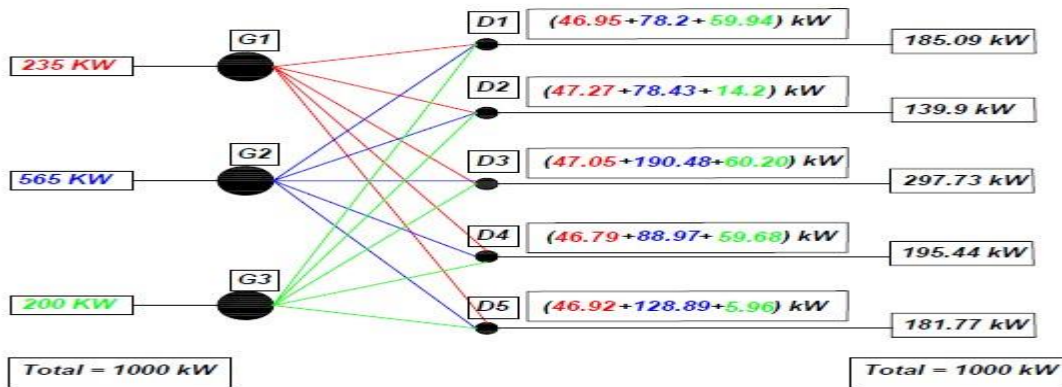 G1
235 KW
G2
565 KW
G3
200 KW
Total = 1000 kW
D1
(46.95+78.2+59.94) kW
185.09 kW
D2
(47.27+78.43+14.2) kW
139.9 kW
D3
(47.05+190.48+60.20) kW
297.73 kW
D4
(46.79+88.97+59.68) kW
195.44 kW
D5
(46.92+128.89+5.96) kW
181.77 kW
Total = 1000 kW